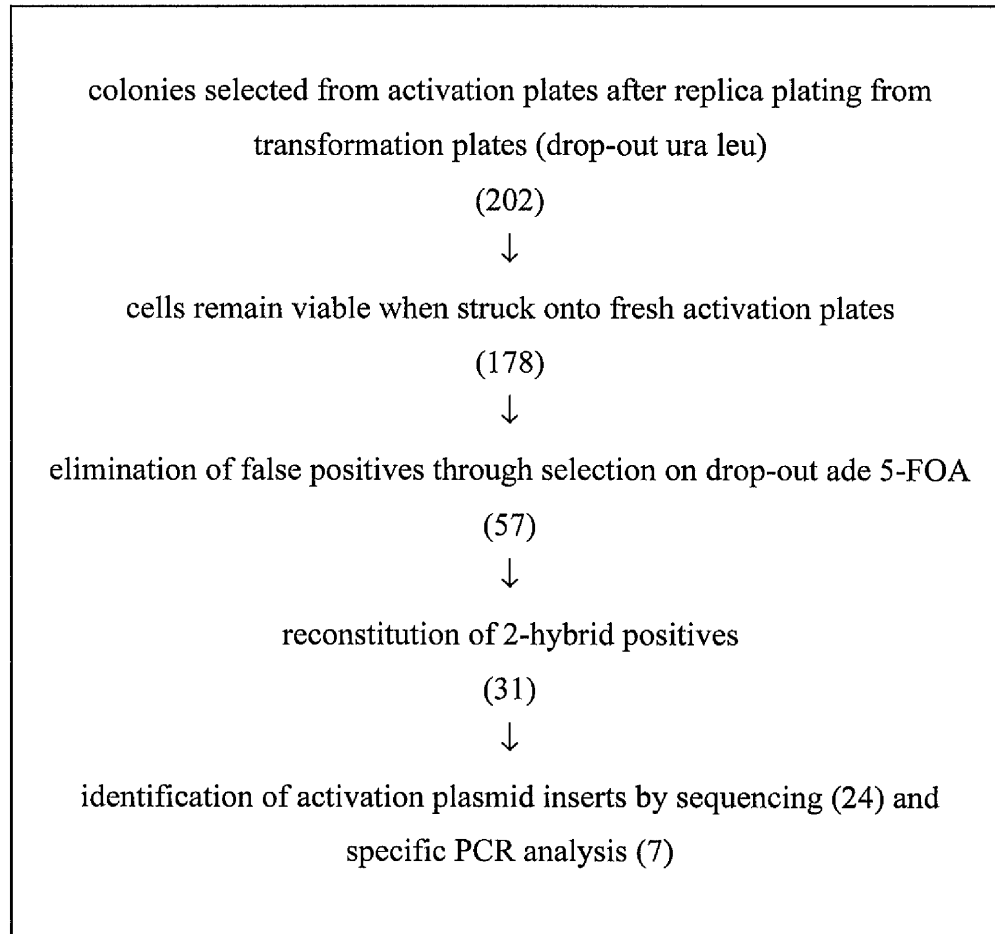 colonies selected from activation plates after replica plating from
transformation plates (drop-out ura leu)
(202)
↓
cells remain viable when struck onto fresh activation plates
(178)
↓
elimination of false positives through selection on drop-out ade 5-FOA
(57)
↓
reconstitution of 2-hybrid positives
(31)
↓
identification of activation plasmid inserts by sequencing (24) and
specific PCR analysis (7)